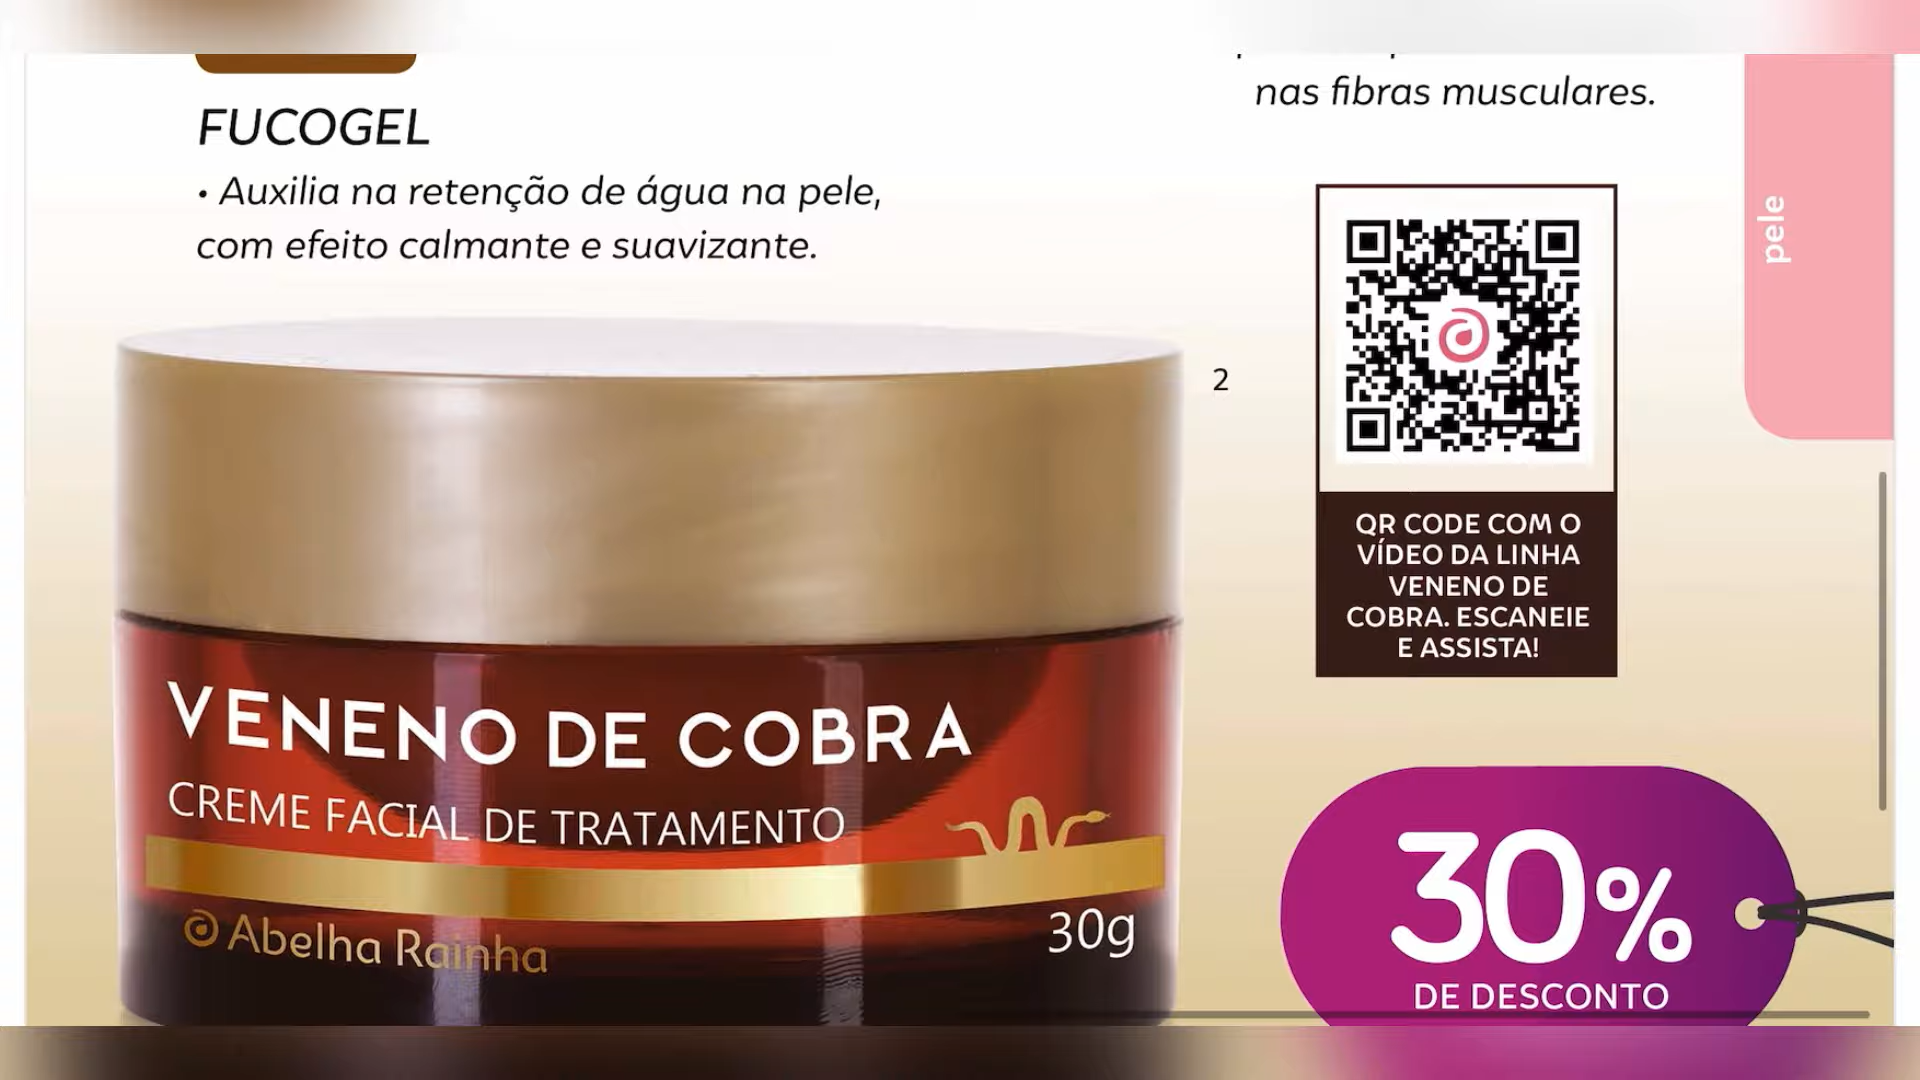 FUCOGEL
• Auxilia na retenção de água na pele,
com efeito calmante e suavizante.
nas fibras musculares.
pele
2
QR CODE COM O
VÍDEO DA LINHA
VENENO DE
COBRA. ESCANEIE
E ASSISTA!
VENENO DE COBRA
CREME FACIAL DE TRATAMENTO
Abelha Rainha
30g
30%
DE DESCONTO